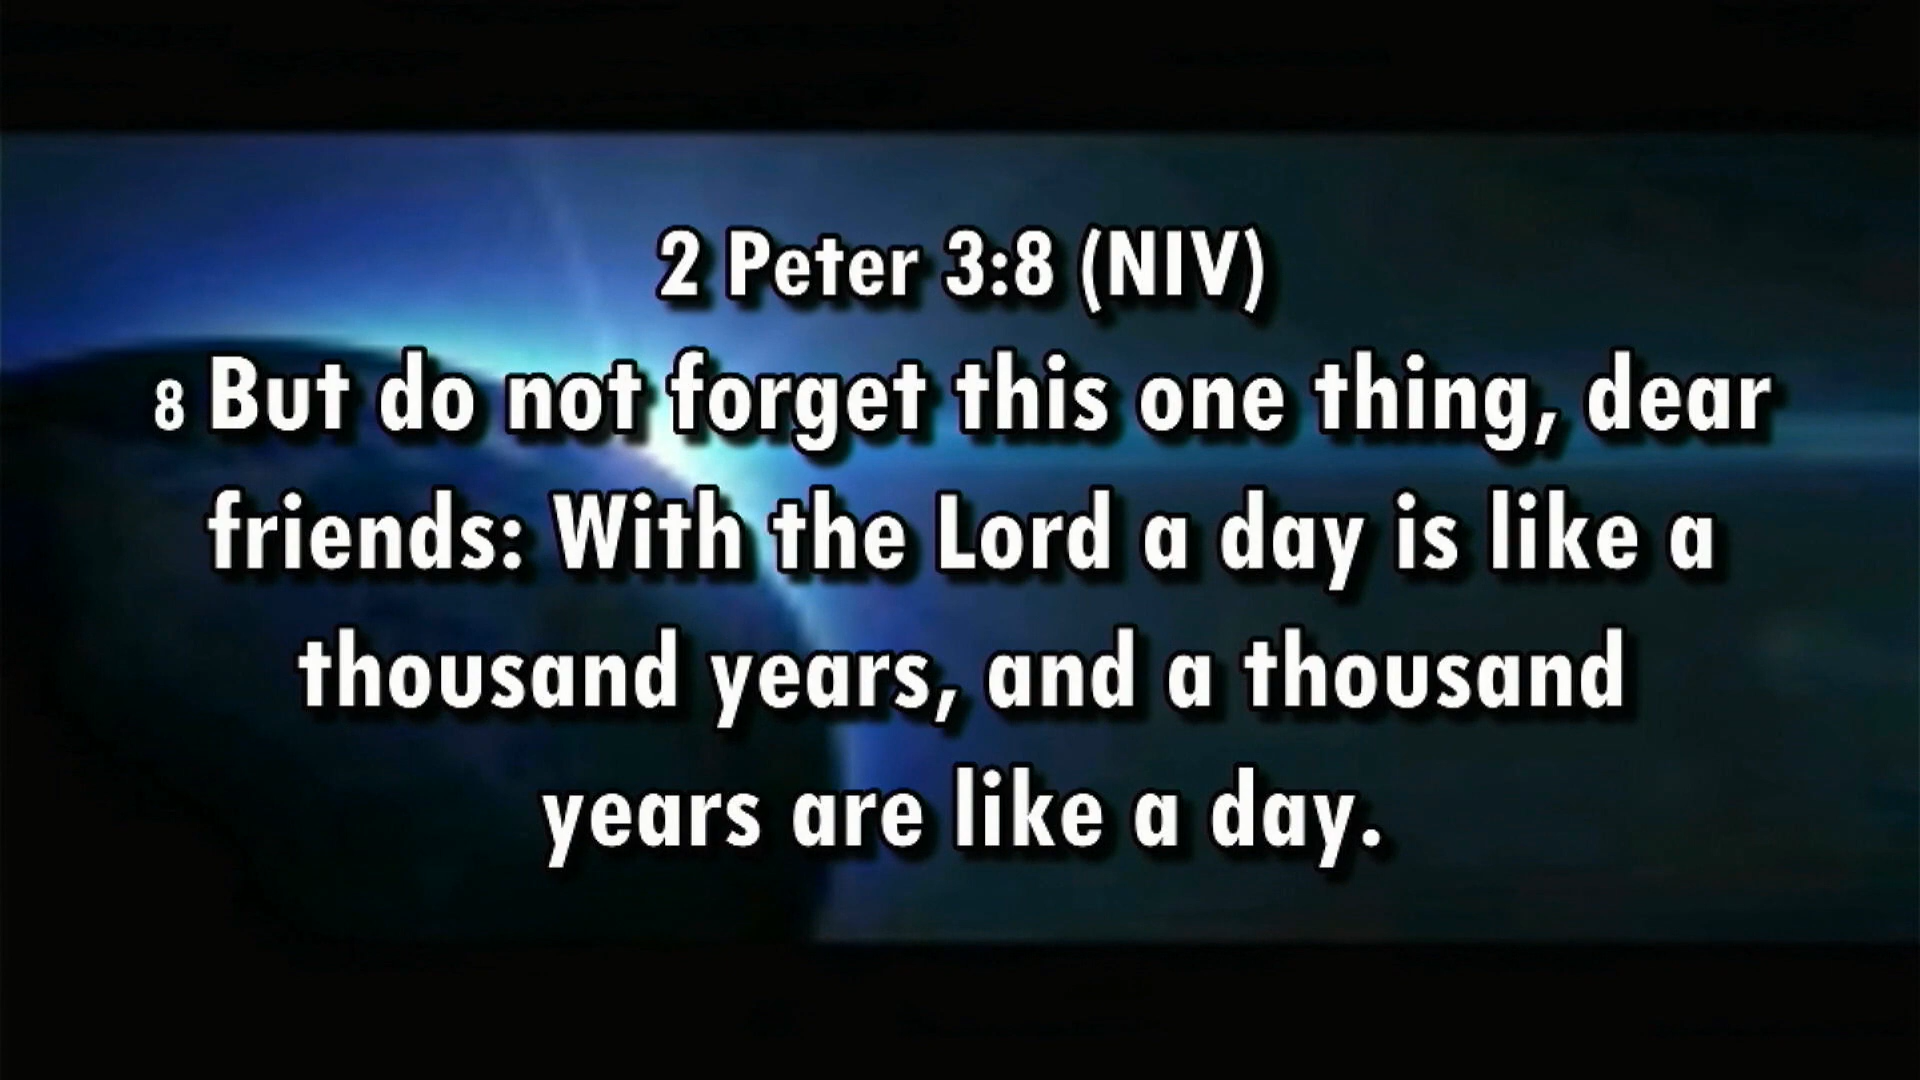 2 Peter 3:8 (NIV)
8 But do not forget this one thing, dear
friends: With the Lord a day is like a
thousand years, and a thousand
years are like a day.